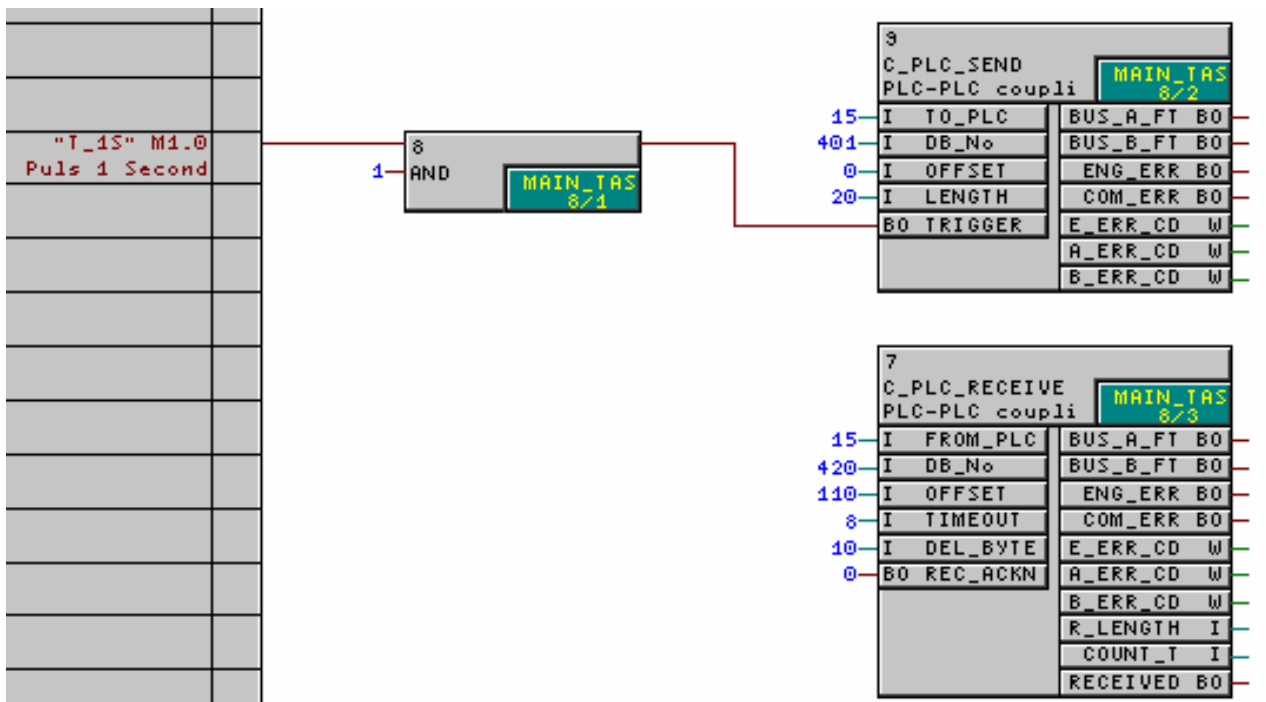 "T_1S" M1.0
Puls 1 Second
8
1 AND
MAIN_TAS
8/1
9
C_PLC_SEND
PLC-PLC coupli
MAIN_TAS
8/2
15 I TO_PLC BUS_A_FT BO
401 I DB_No BUS_B_FT BO
0 I OFFSET ENG_ERR BO
20 I LENGTH COM_ERR BO
BO TRIGGER E_ERR_CD W
A_ERR_CD W
B_ERR_CD W
7
C_PLC_RECEIVE
PLC-PLC coupli
MAIN_TAS
8/3
15 I FROM_PLC BUS_A_FT BO
420 I DB_No BUS_B_FT BO
110 I OFFSET ENG_ERR BO
8 I TIMEOUT COM_ERR BO
10 I DEL_BYTE E_ERR_CD W
0 BO REC_ACKN A_ERR_CD W
B_ERR_CD W
R_LENGTH I
COUNT_T I
RECEIVED BO